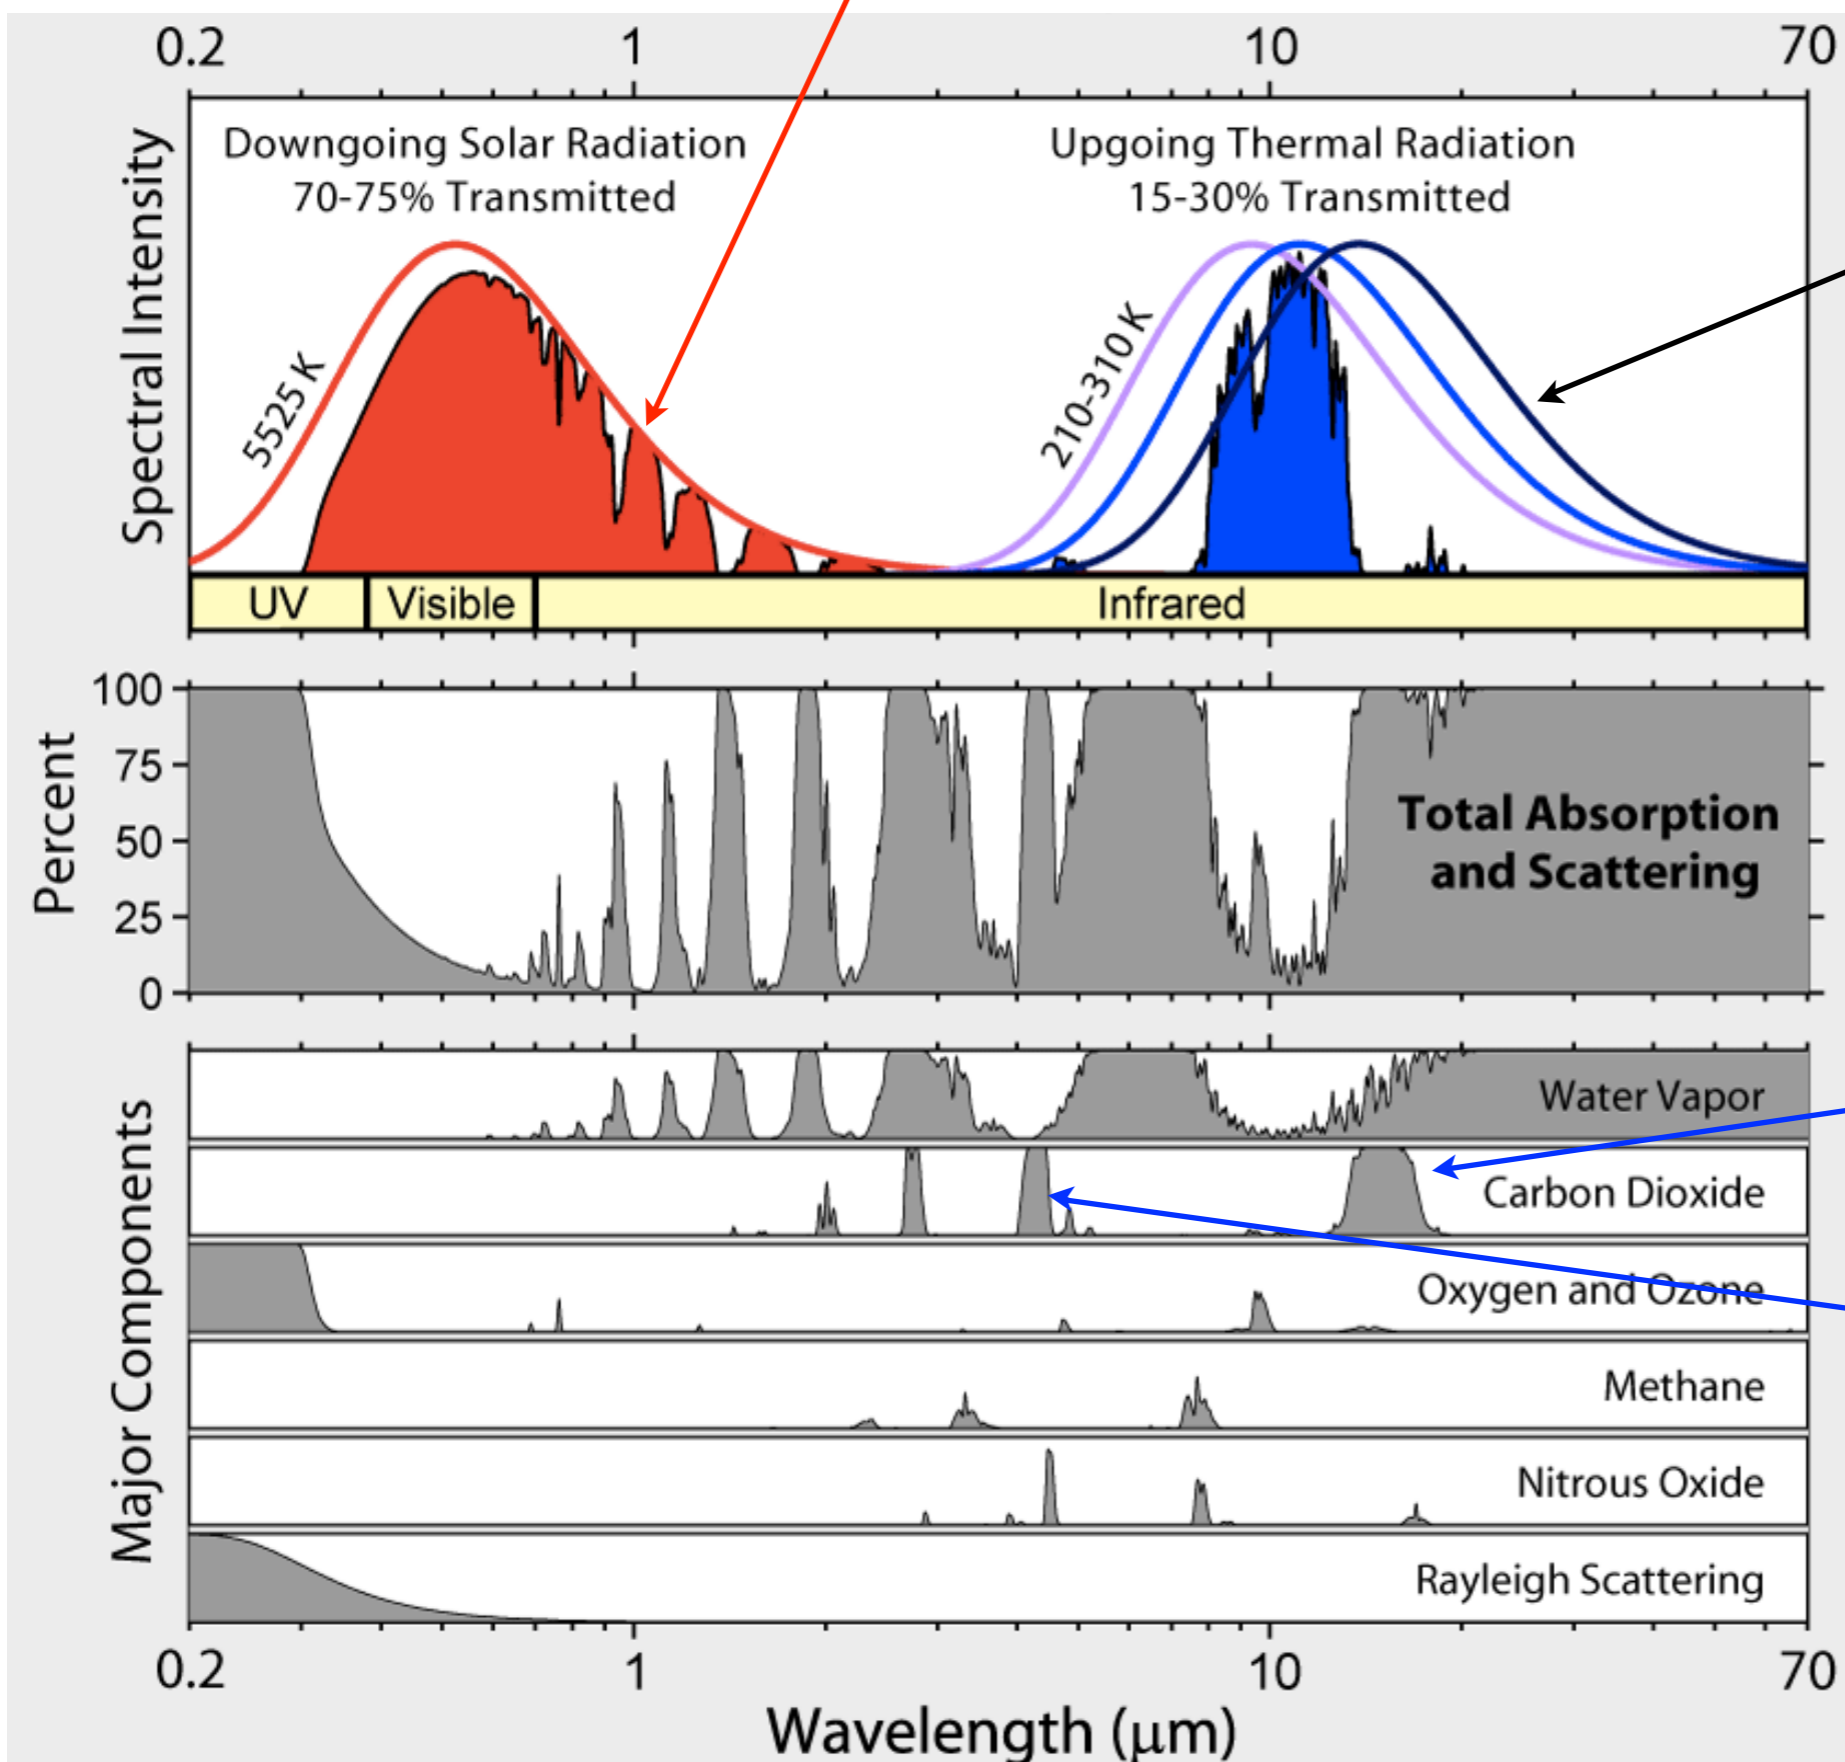 0.2 1 10 70
Downgoing Solar Radiation
70-75% Transmitted
Upgoing Thermal Radiation
15-30% Transmitted
Spectral Intensity
5525 K
210-310 K
UV Visible Infrared
Percent
100
75
50
25
0
Total Absorption
and Scattering
Major Components
Water Vapor
Carbon Dioxide
Oxygen and Ozone
Methane
Nitrous Oxide
Rayleigh Scattering
0.2 1 10 70
Wavelength (μm)